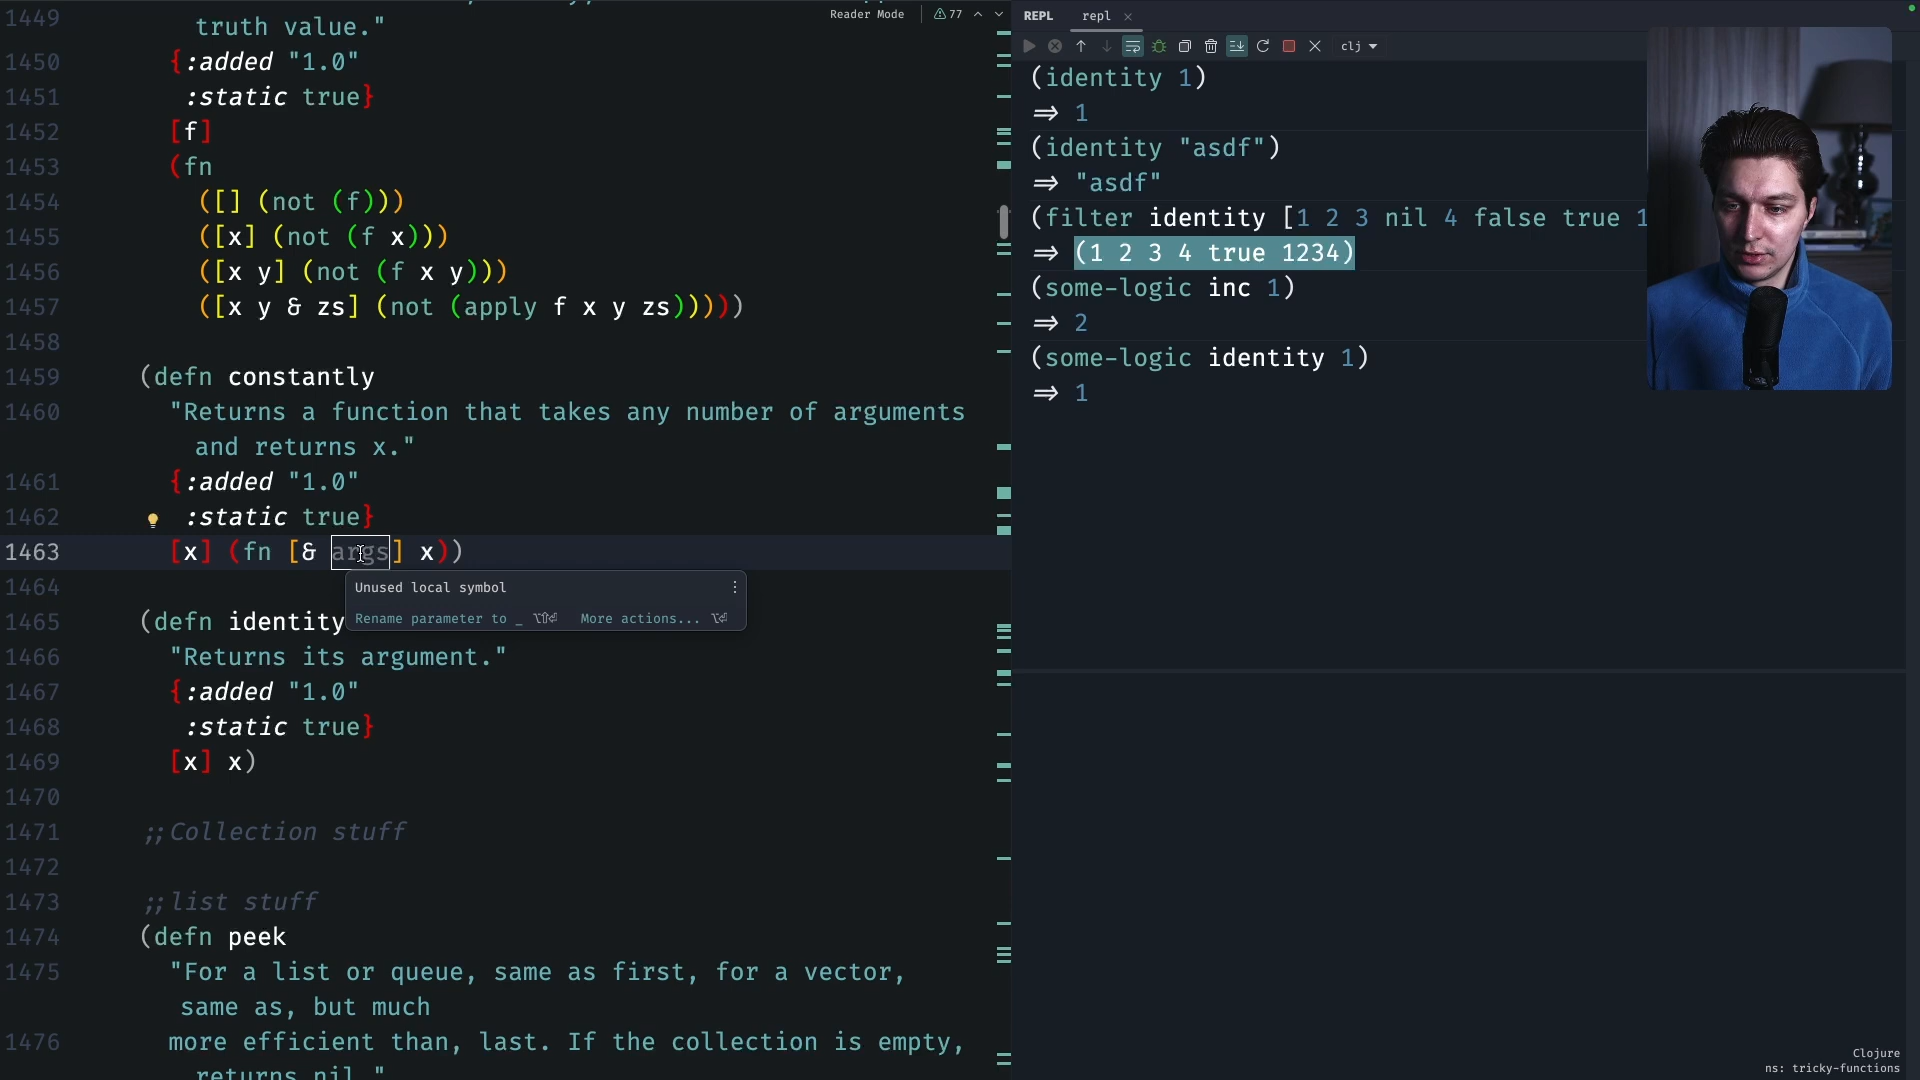 Reader Mode
77
REPL
repl
clj
1449
truth value."
1450 {:added "1.0"
1451 :static true}
1452 [f]
1453 (fn
1454 ([] (not (f)))
1455 ([x] (not (f x)))
1456 ([x y] (not (f x y)))
1457 ([x y & zs] (not (apply f x y zs)))))
1458
1459 (defn constantly
1460 "Returns a function that takes any number of arguments
and returns x."
1461 {:added "1.0"
1462 :static true}
1463 [x] (fn [& args] x))
1464
Unused local symbol
Rename parameter to _ ⌥⇧⏎ More actions... ⌥⏎
1465 (defn identity
1466 "Returns its argument."
1467 {:added "1.0"
1468 :static true}
1469 [x] x)
1470
1471 ;;Collection stuff
1472
1473 ;;list stuff
1474 (defn peek
1475 "For a list or queue, same as first, for a vector,
same as, but much
1476 more efficient than, last. If the collection is empty,
returns nil."
(identity 1)
=> 1
(identity "asdf")
=> "asdf"
(filter identity [1 2 3 nil 4 false true 1
=> (1 2 3 4 true 1234)
(some-logic inc 1)
=> 2
(some-logic identity 1)
=> 1
Clojure
ns: tricky-functions